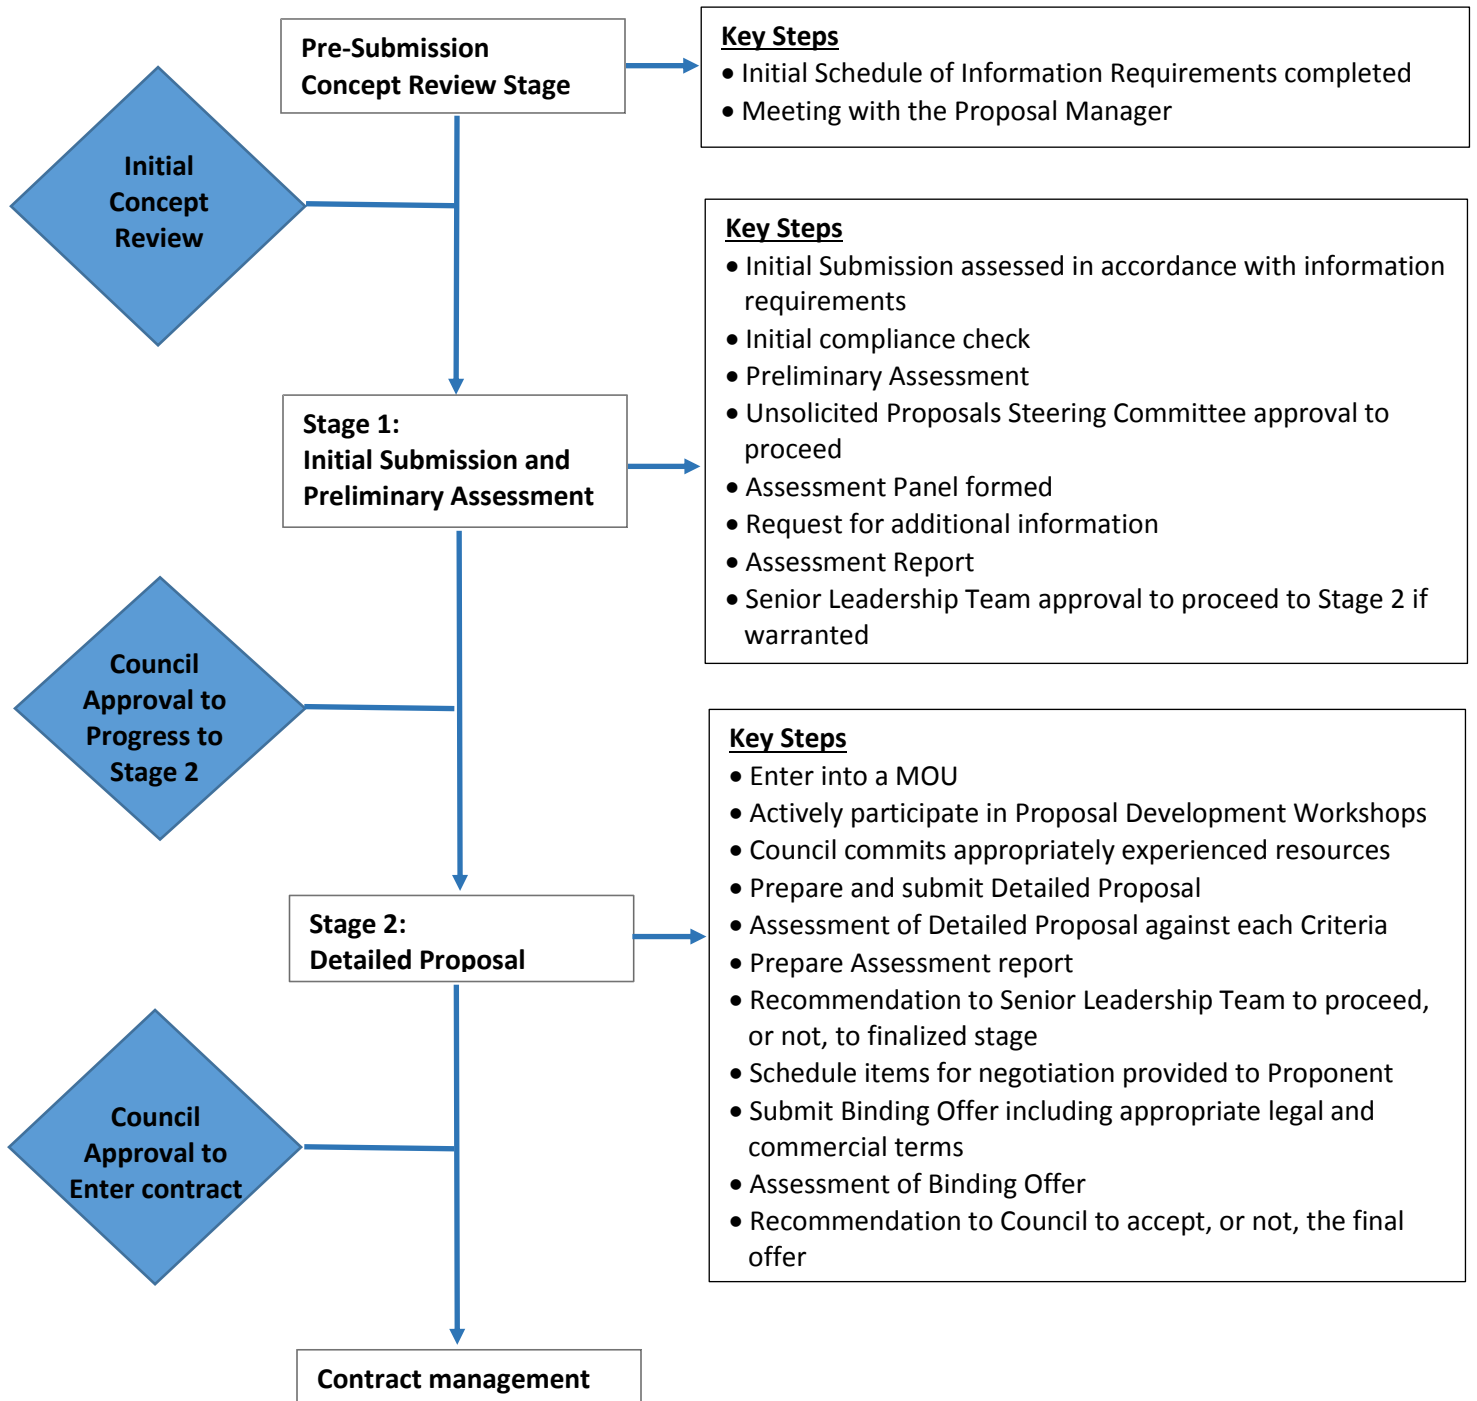 Pre-Submission
Concept Review Stage
Key Steps
• Initial Schedule of Information Requirements completed
• Meeting with the Proposal Manager
Initial
Concept
Review
Key Steps
• Initial Submission assessed in accordance with information
requirements
• Initial compliance check
• Preliminary Assessment
• Unsolicited Proposals Steering Committee approval to
proceed
• Assessment Panel formed
• Request for additional information
• Assessment Report
• Senior Leadership Team approval to proceed to Stage 2 if
warranted
Stage 1:
Initial Submission and
Preliminary Assessment
Council
Approval to
Progress to
Stage 2
Key Steps
• Enter into a MOU
• Actively participate in Proposal Development Workshops
• Council commits appropriately experienced resources
• Prepare and submit Detailed Proposal
• Assessment of Detailed Proposal against each Criteria
• Prepare Assessment report
• Recommendation to Senior Leadership Team to proceed,
or not, to finalized stage
• Schedule items for negotiation provided to Proponent
• Submit Binding Offer including appropriate legal and
commercial terms
• Assessment of Binding Offer
• Recommendation to Council to accept, or not, the final
offer
Stage 2:
Detailed Proposal
Council
Approval to
Enter contract
Contract management